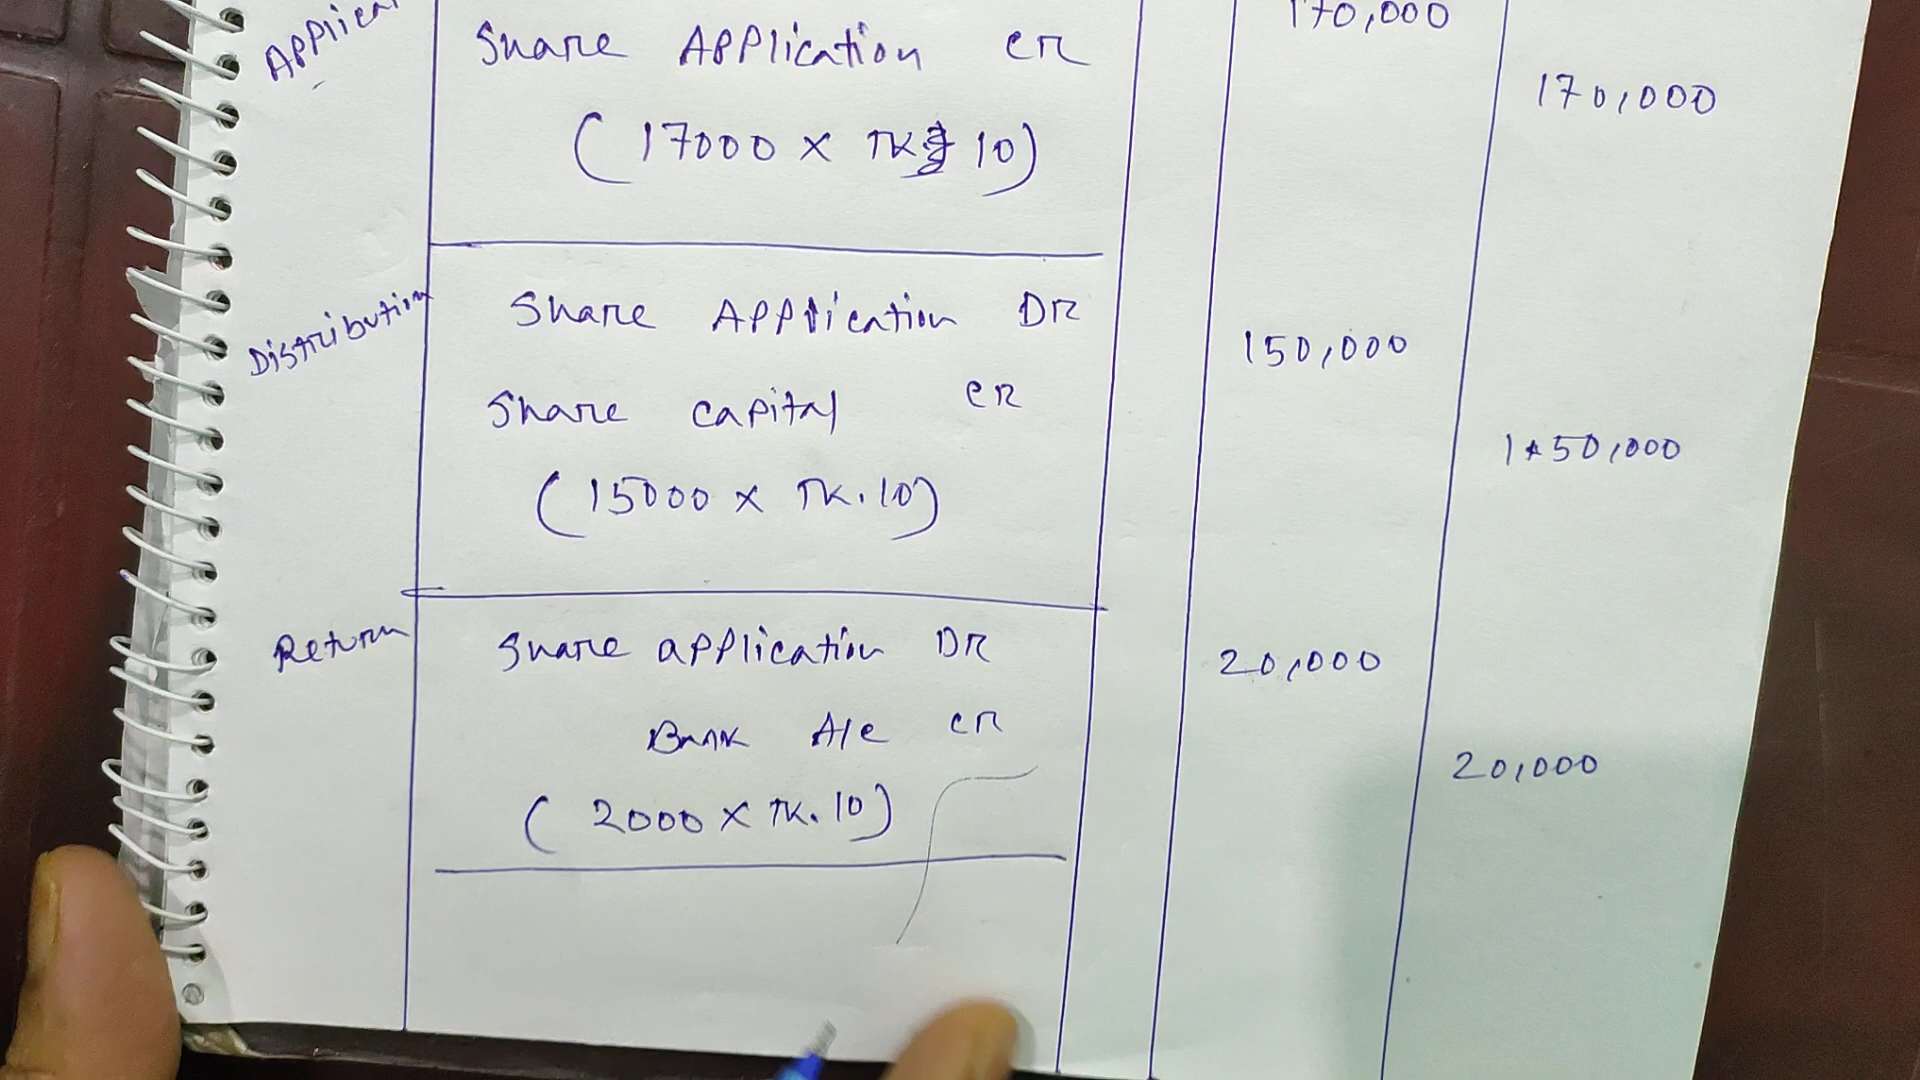 170,000
Applicat
Share Application cr
170,000
(17000 x TK 10)
Distribution
Share Application Dr
150,000
Share capital cr
150,000
(15000 x TK.10)
Return
Share application Dr
20,000
Bank A/c cr
20,000
(2000 x TK.10)